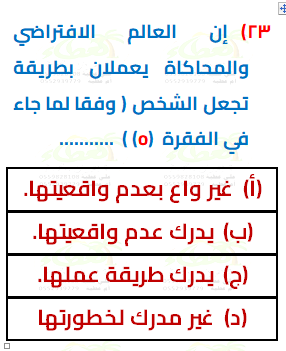 ٢٣) إن العالم الافتراضي
والمحاكاة يعملان بطريقة
تجعل الشخص ( وفقا لما جاء
في الفقرة (٥) ) ...........
(أ) غير واع بعدم واقعيتها.
(ب) يدرك عدم واقعيتها.
(ج) يدرك طريقة عملها.
(د) غير مدرك لخطورتها